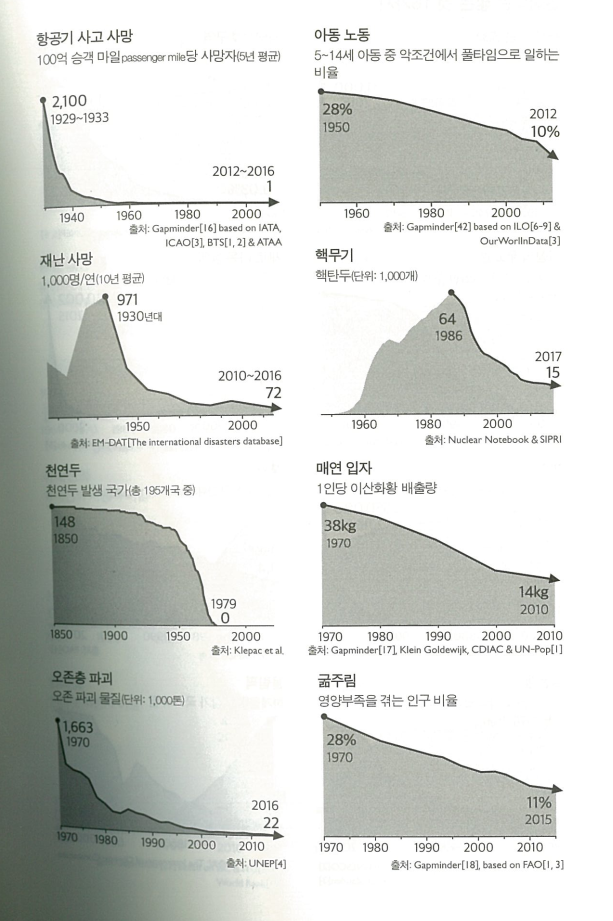 항공기 사고 사망
100억 승객 마일passenger mile당 사망자(5년 평균)
2,100
1929~1933
2012~2016
1
1940
1960
1980
2000
출처: Gapminder[16] based on IATA,
ICAO[3], BTS[1, 2] & ATAA
아동 노동
5~14세 아동 중 악조건에서 풀타임으로 일하는
비율
28%
1950
2012
10%
1960
1980
2000
출처: Gapminder[42] based on ILO[6-9] &
OurWorlInData[3]
재난 사망
1,000명/연(10년 평균)
971
1930년대
2010~2016
72
1950
2000
출처: EM-DAT[The international disasters database]
핵무기
핵탄두(단위: 1,000개)
64
1986
2017
15
1960
1980
2000
출처: Nuclear Notebook & SIPRI
천연두
천연두 발생 국가(총 195개국 중)
148
1850
1979
0
1850
1900
1950
2000
출처: Klepac et al.
매연 입자
1인당 이산화황 배출량
38kg
1970
14kg
2010
1970
1980
1990
2000
2010
출처: Gapminder[17], Klein Goldewijk, CDIAC & UN-Pop[1]
오존층 파괴
오존 파괴 물질(단위: 1,000톤)
1,663
1970
2016
22
1970
1980
1990
2000
2010
출처: UNEP[4]
굶주림
영양부족을 겪는 인구 비율
28%
1970
11%
2015
1970
1980
1990
2000
2010
출처: Gapminder[18], based on FAO[1, 3]